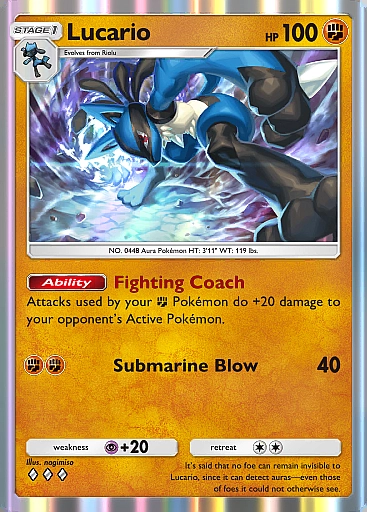 STAGE 1 Lucario HP 100
Evolves from Riolu
NO. 0448 Aura Pokémon HT: 3'11" WT: 119 lbs.
Ability Fighting Coach
Attacks used by your Pokémon do +20 damage to
your opponent's Active Pokémon.
Submarine Blow 40
weakness +20 retreat
Illus. nagimiso
It's said that no foe can remain invisible to
Lucario, since it can detect auras—even those
of foes it could not otherwise see.